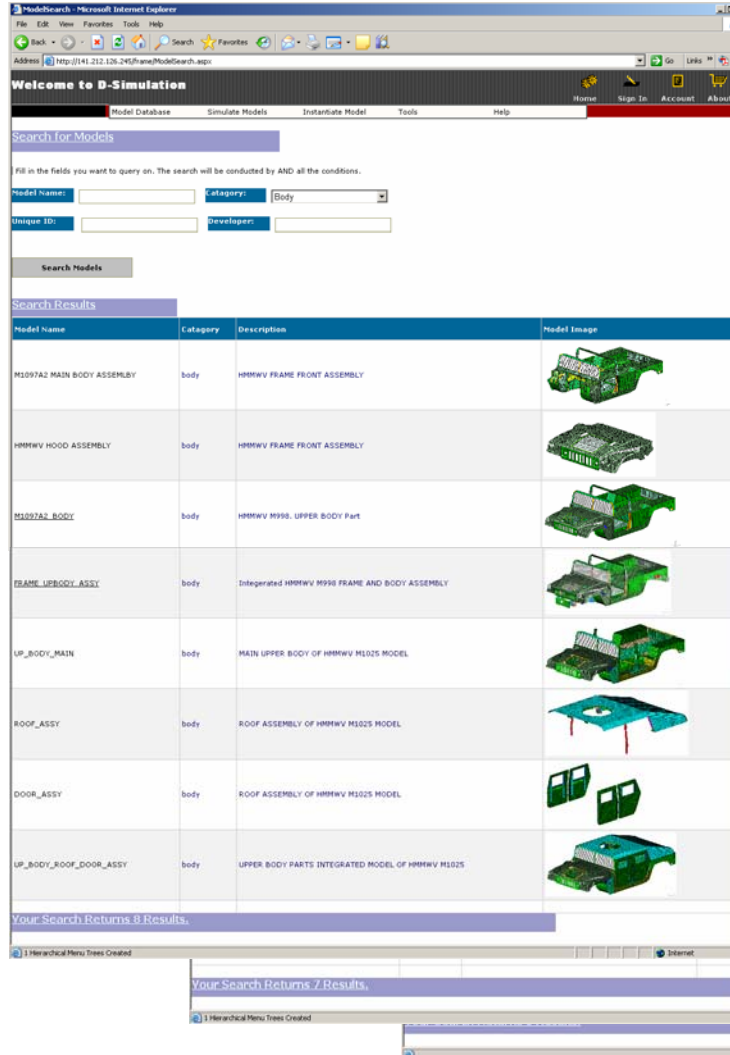 ModelSearch - Microsoft Internet Explorer
File Edit View Favorites Tools Help
Back Search Favorites
Address http://141.212.126.245/frame/ModelSearch.aspx Go Links »
Welcome to D-Simulation
Home Sign In Account About
Model Database Simulate Models Instantiate Model Tools Help
Search for Models
Fill in the fields you want to query on. The search will be conducted by AND all the conditions.
Model Name: Catagory: Body
Unique ID: Developer:
Search Models
Search Results
Model Name Catagory Description Model Image
M1097A2 MAIN BODY ASSEMLBY body HMMWV FRAME FRONT ASSEMBLY
HMMWV HOOD ASSEMBLY body HMMWV FRAME FRONT ASSEMBLY
M1097A2_BODY body HMMWV M998. UPPER BODY Part
FRAME_UPBODY_ASSY body Integerated HMMWV M998 FRAME AND BODY ASSEMBLY
UP_BODY_MAIN body MAIN UPPER BODY OF HMMWV M1025 MODEL
ROOF_ASSY body ROOF ASSEMBLY OF HMMWV M1025 MODEL
DOOR_ASSY body ROOF ASSEMBLY OF HMMWV M1025 MODEL
UP_BODY_ROOF_DOOR_ASSY body UPPER BODY PARTS INTEGRATED MODEL OF HMMWV M1025
Your Search Returns 8 Results.
1 Hierarchical Menu Trees Created Internet
Your Search Returns 7 Results.
1 Hierarchical Menu Trees Created